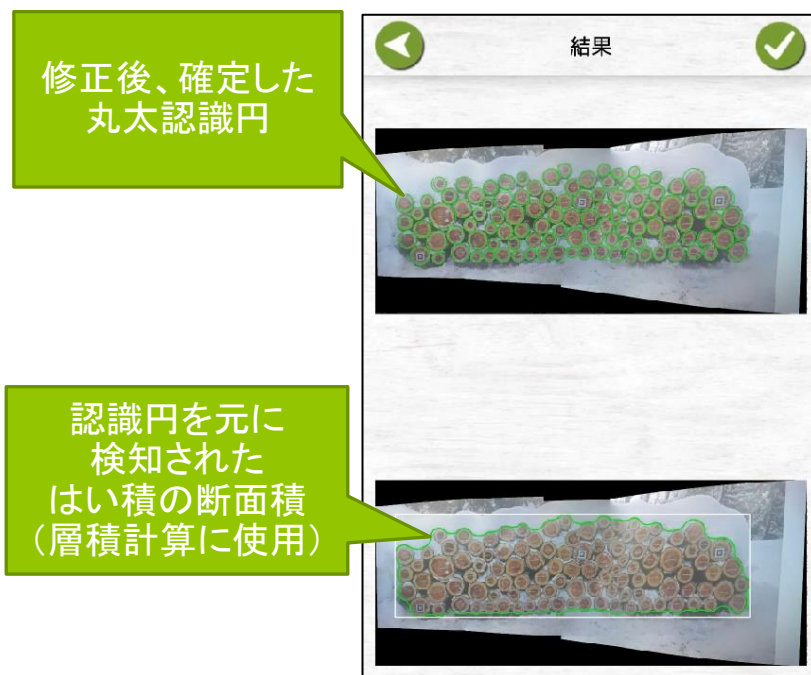 修正後、確定した
丸太認識円
結果
認識円を元に
検知された
はい積の断面積
（層積計算に使用）